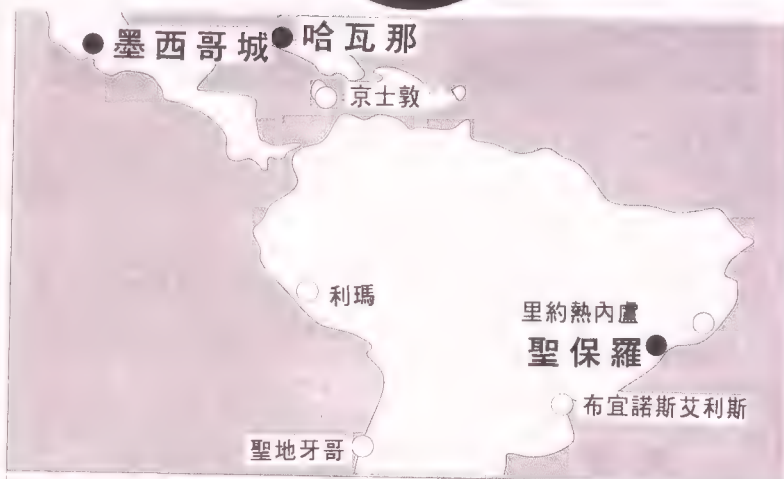 墨西哥城
哈瓦那
京士敦
利瑪
里約熱內盧
聖保羅
布宜諾斯艾利斯
聖地牙哥